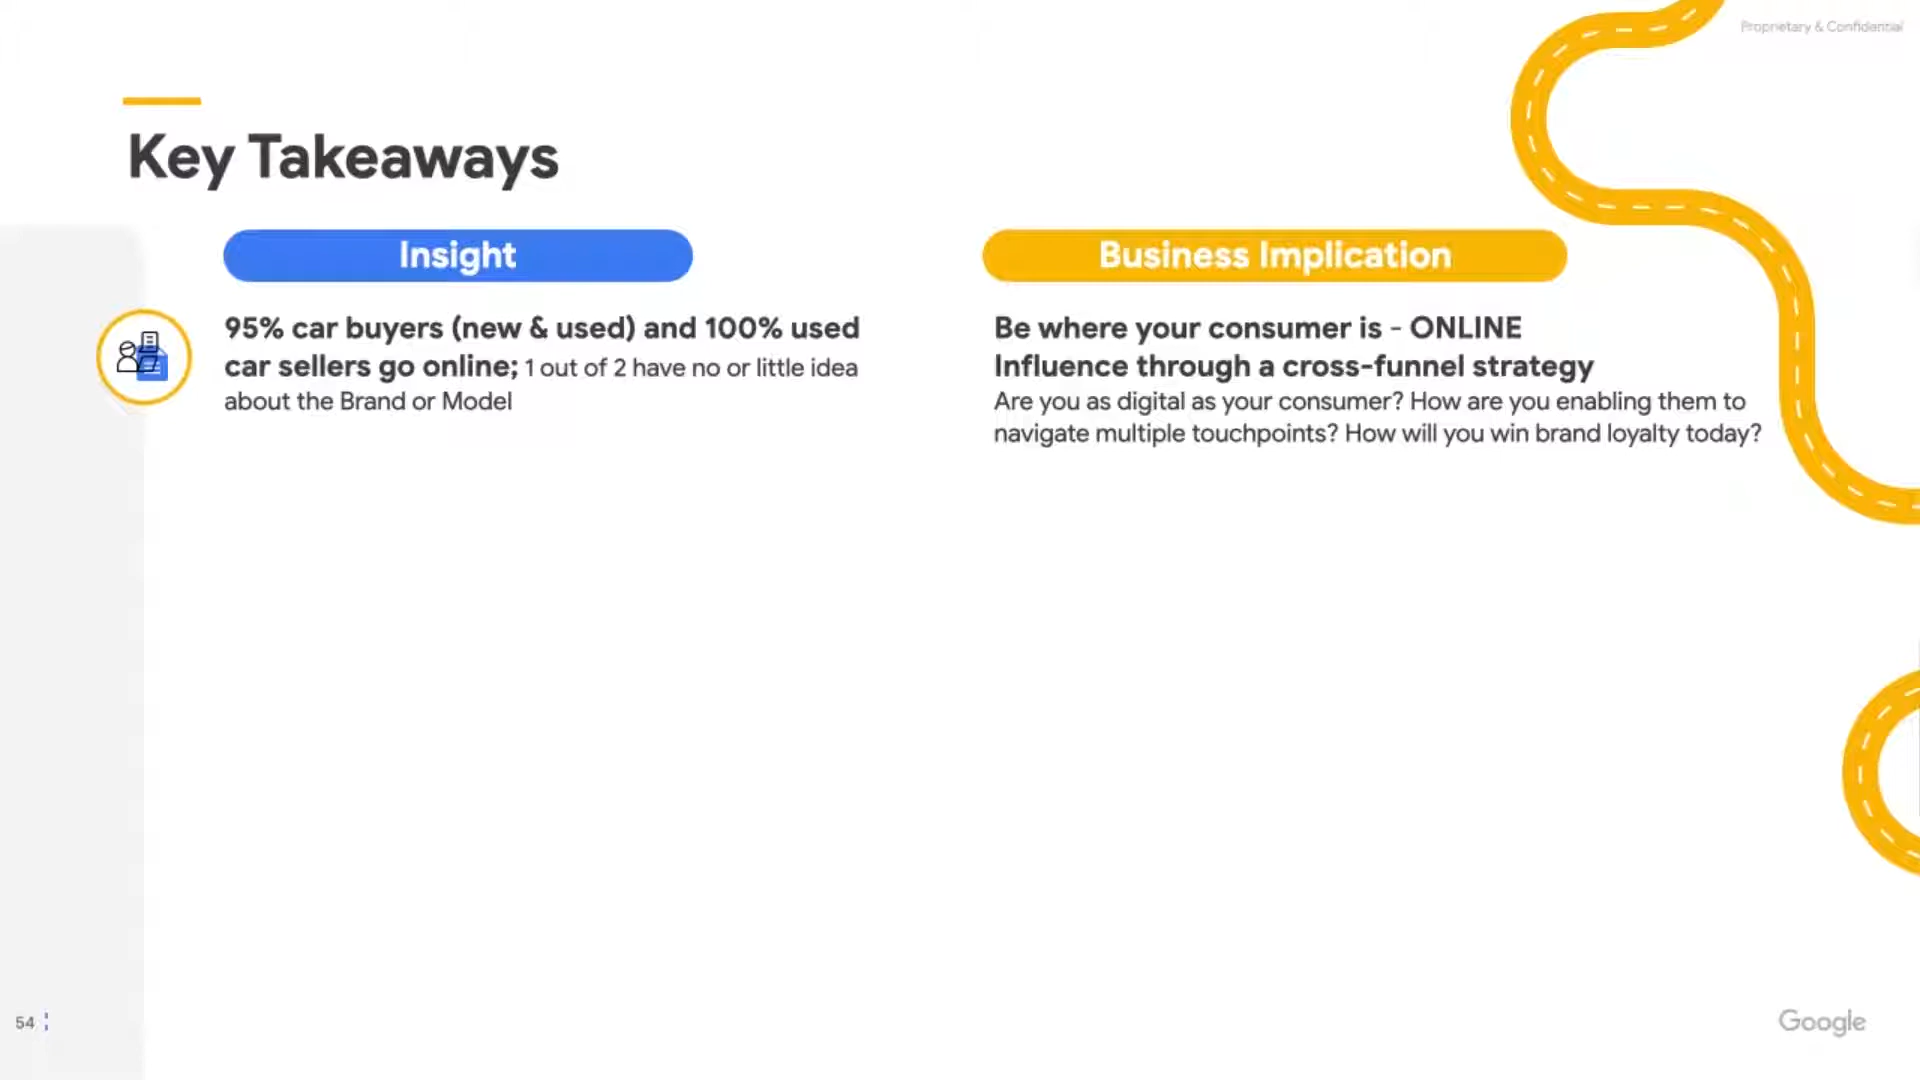 Proprietary & Confidential
Key Takeaways
Insight
Business Implication
95% car buyers (new & used) and 100% used
car sellers go online; 1 out of 2 have no or little idea
about the Brand or Model
Be where your consumer is - ONLINE
Influence through a cross-funnel strategy
Are you as digital as your consumer? How are you enabling them to
navigate multiple touchpoints? How will you win brand loyalty today?
54
Google